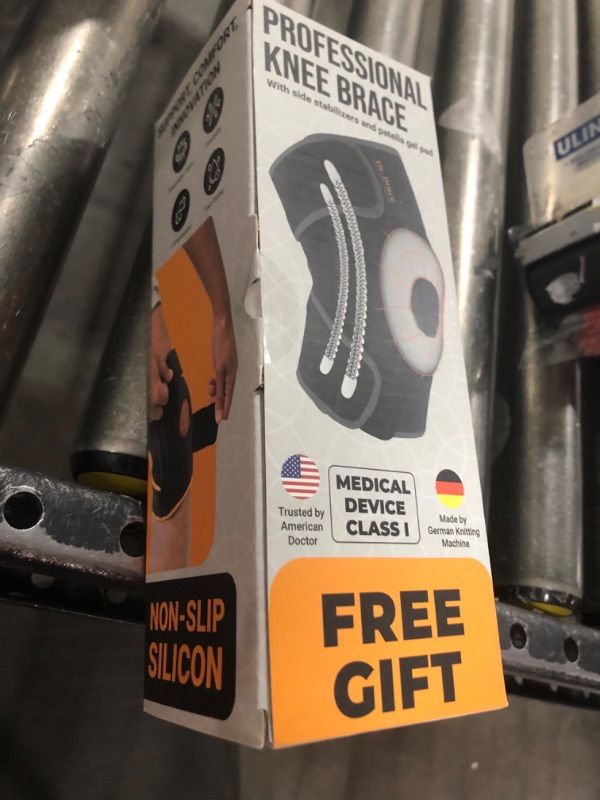 SUPPORT, COMFORT,
INNOVATION
NON-SLIP
SILICON
PROFESSIONAL
KNEE BRACE
With side stabilizers and patella gel pad
Trusted by
American
Doctor
MEDICAL
DEVICE
CLASS I
Made by
German Knitting
Machine
FREE
GIFT
ULIN